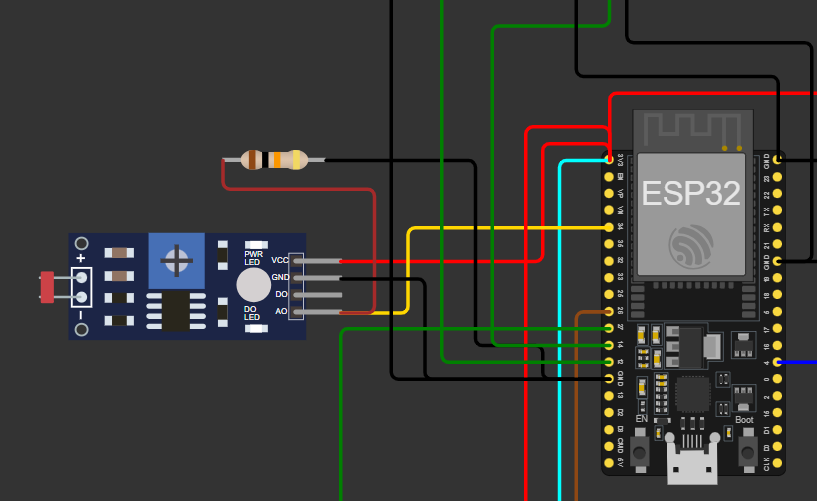 ESP32
PWR
LED
VCC
GND
DO
AO
DO
LED
+
3V3
EN
VP
VN
34
35
32
33
25
26
27
14
12
GND
13
D2
D3
CMD
5V
GND
23
22
TX
RX
21
GND
19
18
5
17
16
4
0
2
15
D1
D0
CLK
EN
Boot